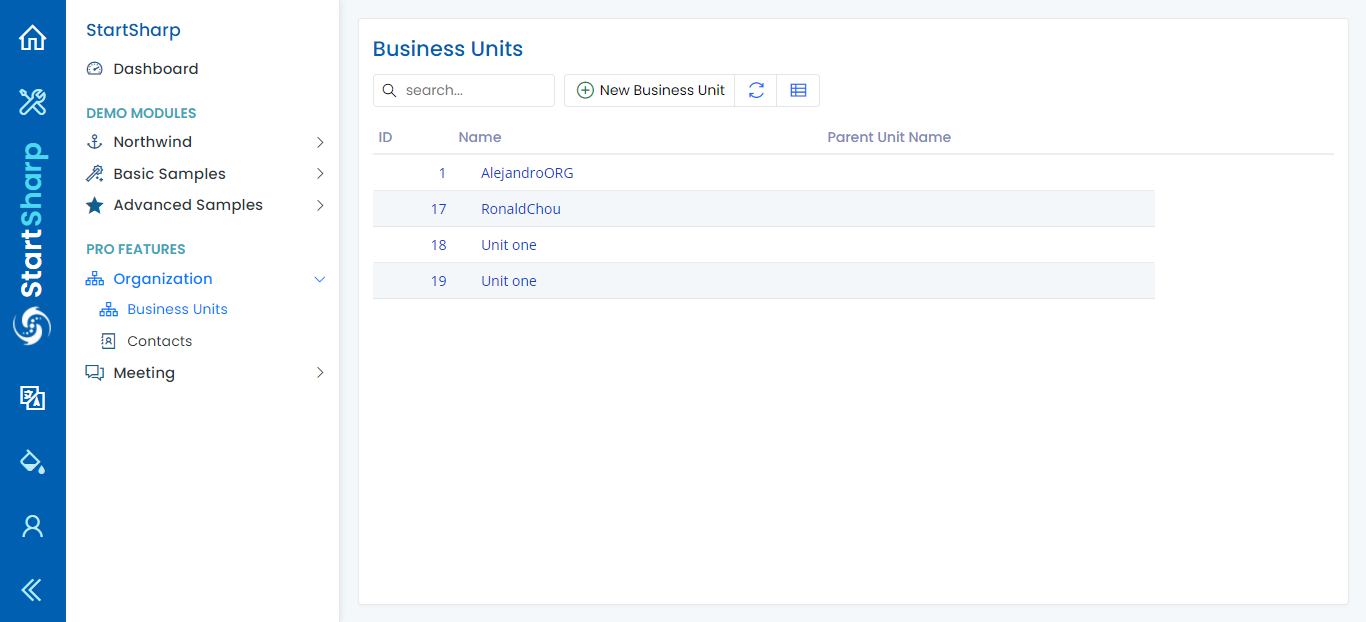 StartSharp
StartSharp
Dashboard
DEMO MODULES
Northwind
Basic Samples
Advanced Samples
PRO FEATURES
Organization
Business Units
Contacts
Meeting
Business Units
search...
New Business Unit
ID Name Parent Unit Name
1 AlejandroORG
17 RonaldChou
18 Unit one
19 Unit one